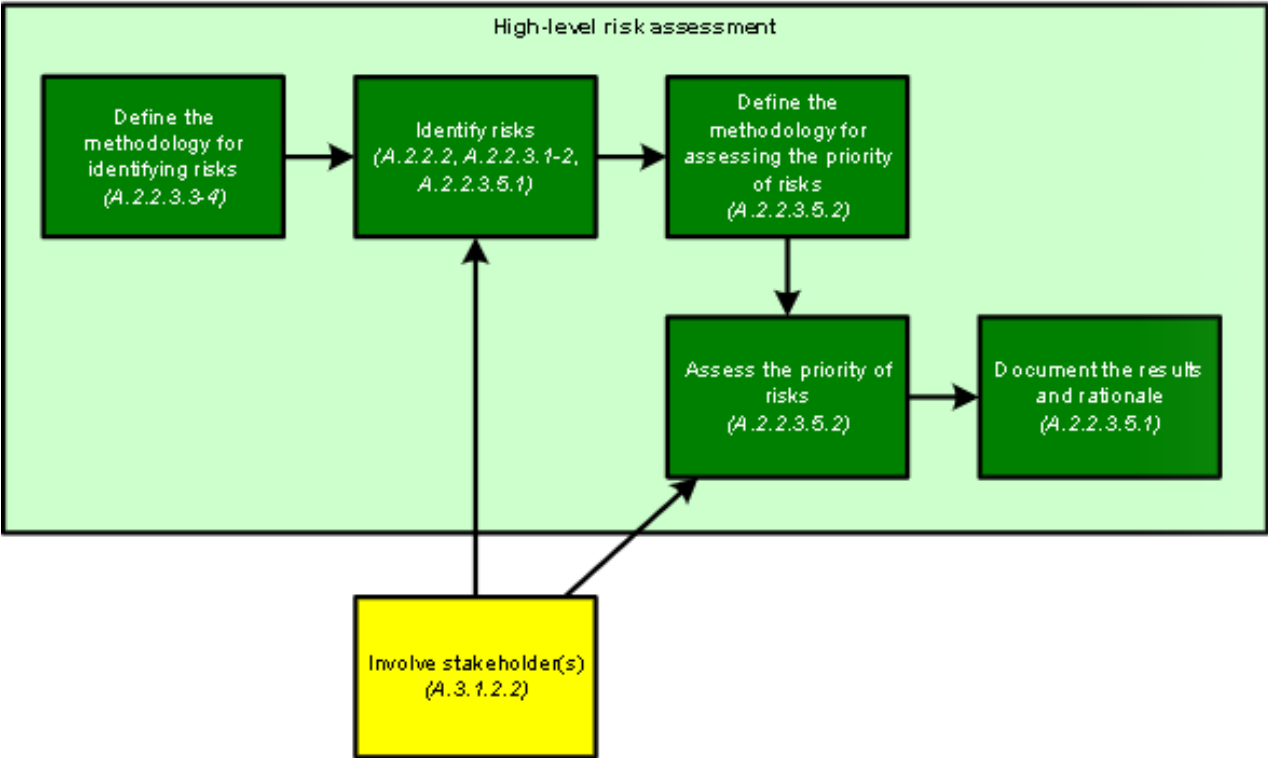 High-level risk assessment
Define the
methodology for
identifying risks
(A.2.2.3.3-4)
Identify risks
(A.2.2.2, A.2.2.3.1-2,
A.2.2.3.5.1)
Define the
methodology for
assessing the priority
of risks
(A.2.2.3.5.2)
Assess the priority of
risks
(A.2.2.3.5.2)
Document the results
and rationale
(A.2.2.3.5.1)
Involve stakeholder(s)
(A.3.1.2.2)